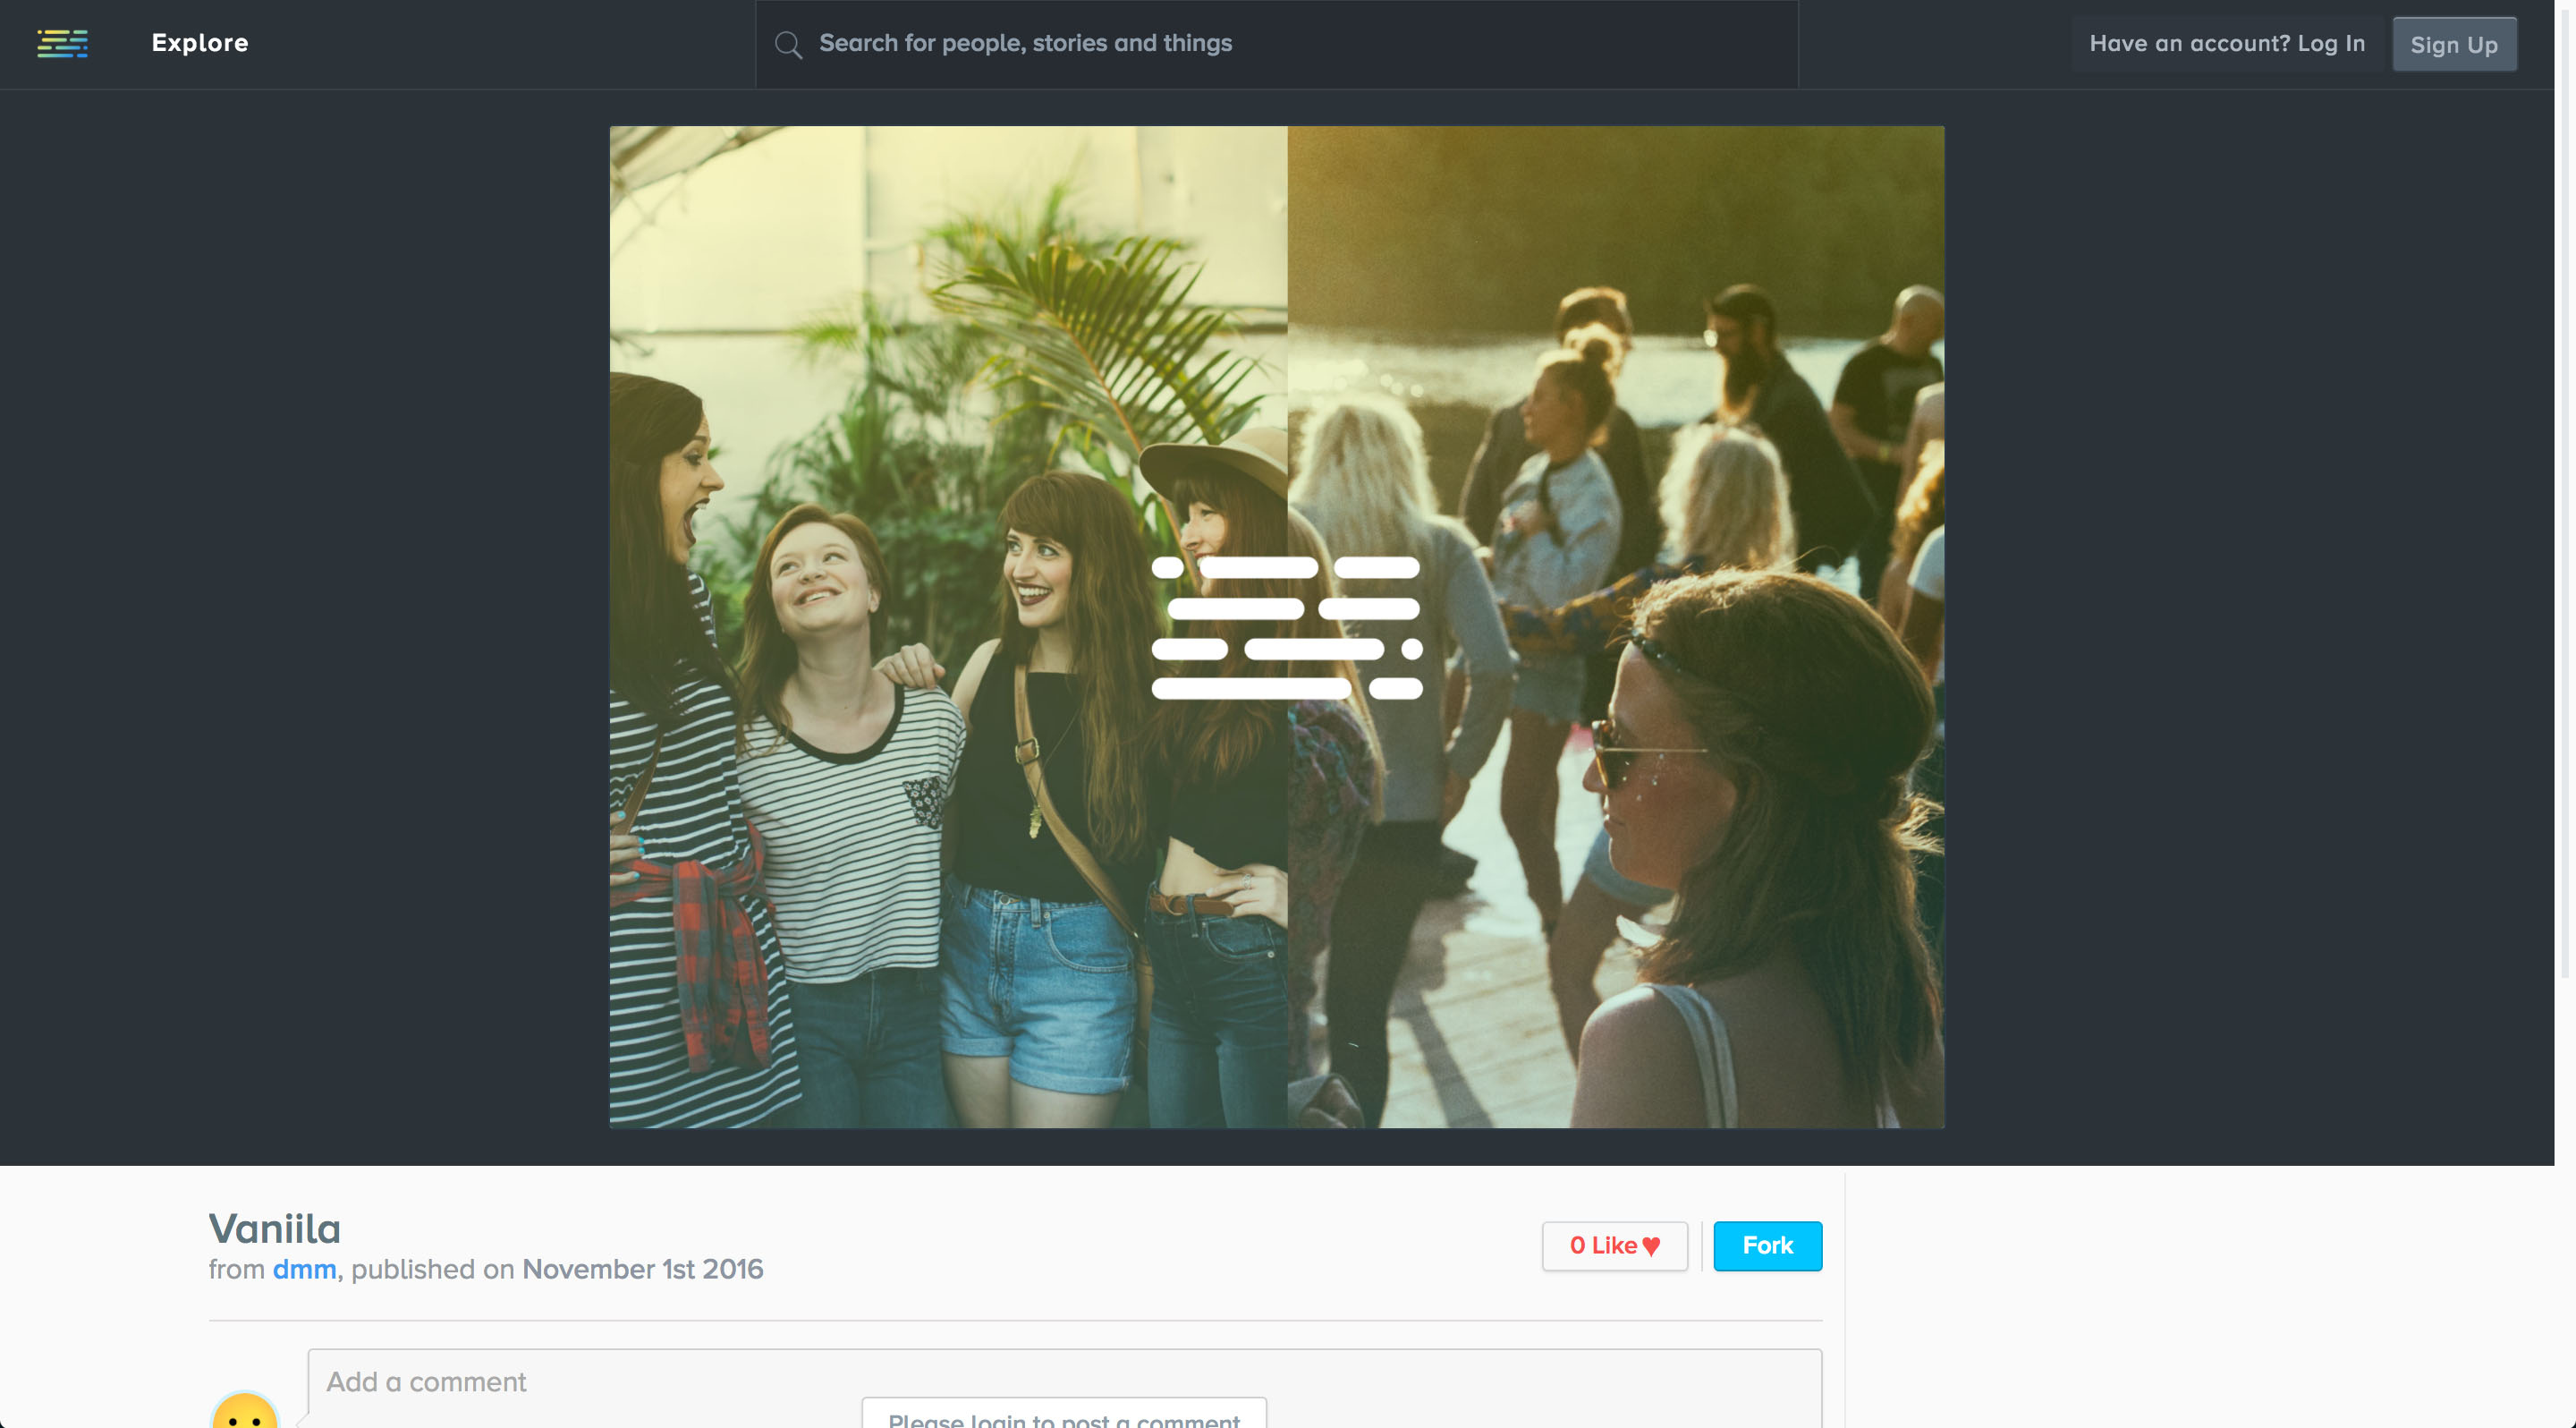 Explore
Search for people, stories and things
Have an account? Log In
Sign Up
Vaniila
from dmm, published on November 1st 2016
0 Like
Fork
Add a comment
Please login to post a comment